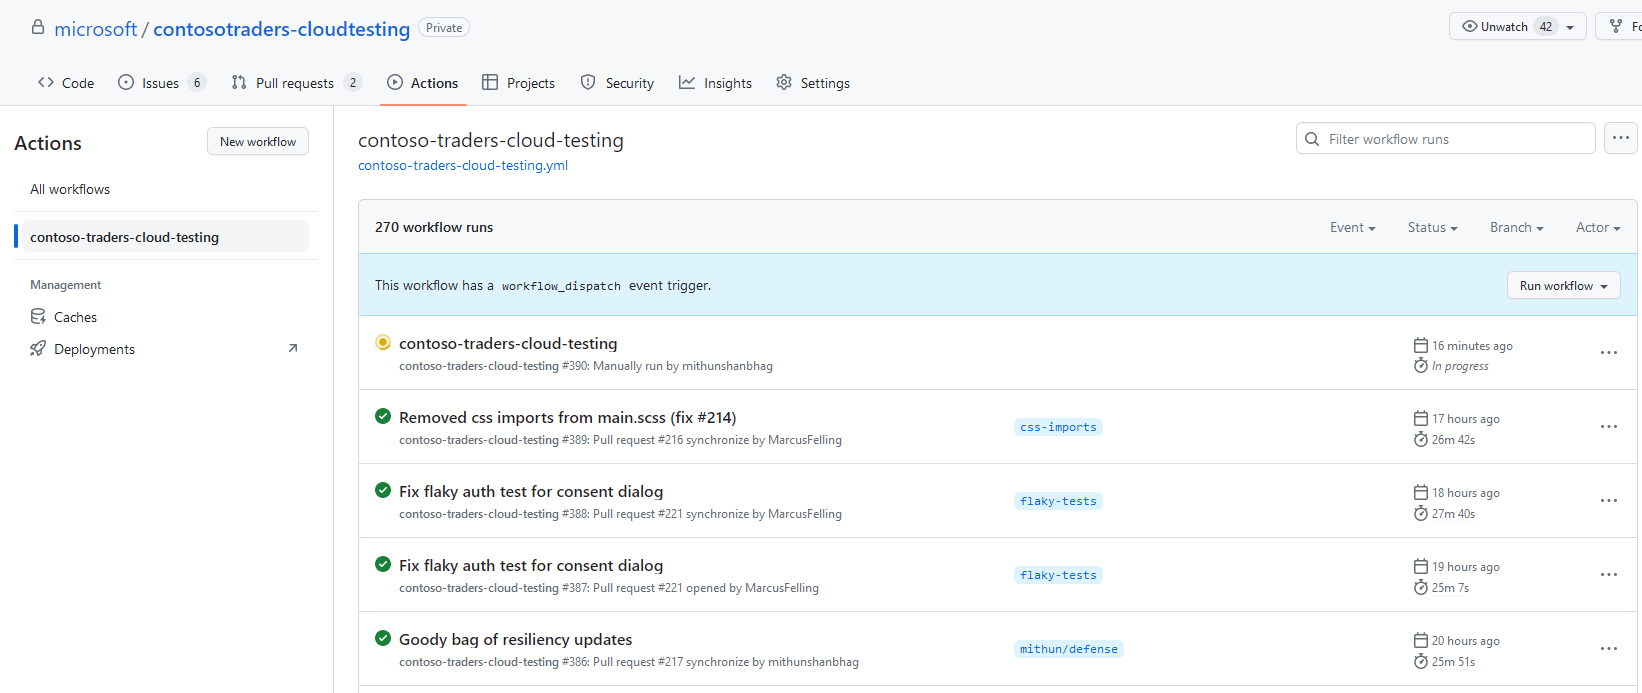 microsoft / contosotraders-cloudtesting Private
Unwatch 42
Code Issues 6 Pull requests 2 Actions Projects Security Insights Settings
Actions
New workflow
All workflows
contoso-traders-cloud-testing
Management
Caches
Deployments
contoso-traders-cloud-testing
contoso-traders-cloud-testing.yml
Filter workflow runs
270 workflow runs
Event Status Branch Actor
This workflow has a workflow_dispatch event trigger.
Run workflow
contoso-traders-cloud-testing
contoso-traders-cloud-testing #390: Manually run by mithunshanbhag
16 minutes ago
In progress
Removed css imports from main.scss (fix #214)
contoso-traders-cloud-testing #389: Pull request #216 synchronize by MarcusFelling
css-imports
17 hours ago
26m 42s
Fix flaky auth test for consent dialog
contoso-traders-cloud-testing #388: Pull request #221 synchronize by MarcusFelling
flaky-tests
18 hours ago
27m 40s
Fix flaky auth test for consent dialog
contoso-traders-cloud-testing #387: Pull request #221 opened by MarcusFelling
flaky-tests
19 hours ago
25m 7s
Goody bag of resiliency updates
contoso-traders-cloud-testing #386: Pull request #217 synchronize by mithunshanbhag
mithun/defense
20 hours ago
25m 51s